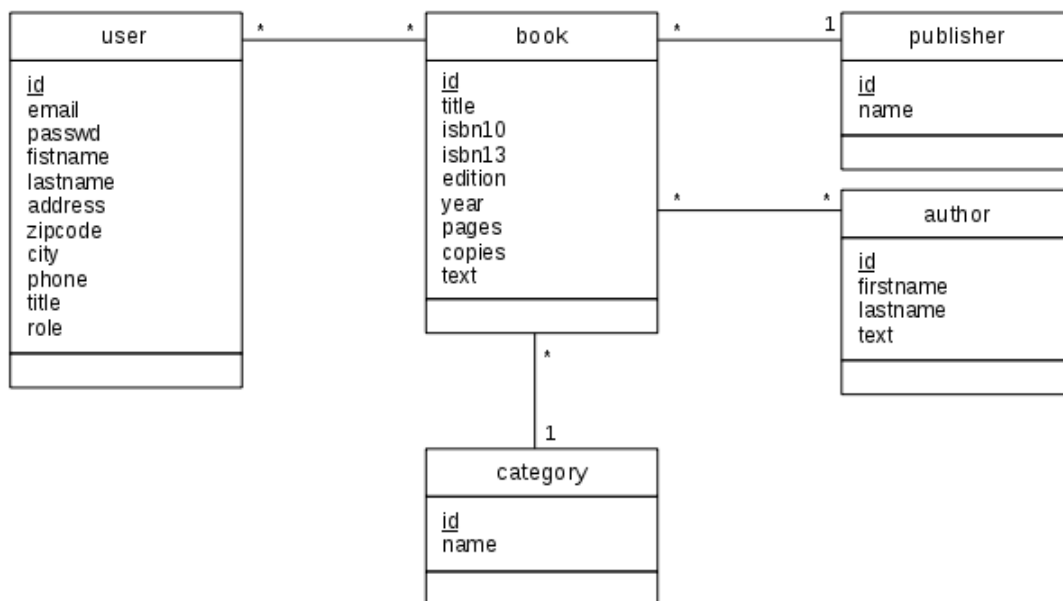 user
id
email
passwd
fistname
lastname
address
zipcode
city
phone
title
role
* *
book
id
title
isbn10
isbn13
edition
year
pages
copies
text
* 1
publisher
id
name
* *
author
id
firstname
lastname
text
*
1
category
id
name